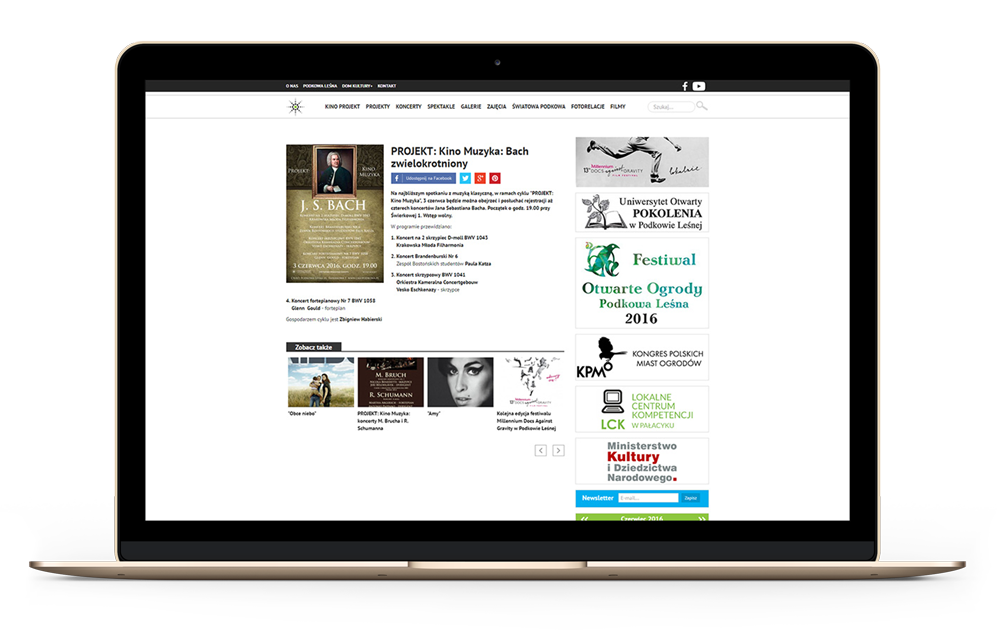 O NAS PODKOWA LEŚNA DOM KULTURY KONTAKT
KINO PROJEKT PROJEKTY KONCERTY SPEKTAKLE GALERIE ZAJĘCIA ŚWIATOWA PODKOWA FOTORELACJE FILMY
Szukaj...
PROJEKT
KINO
MUZYKA
J. S. BACH
3 CZERWCA 2016, GODZ. 19.00
PROJEKT: Kino Muzyka: Bach
zwielokrotniony
Udostępnij na Facebook
Na najbliższym spotkaniu z muzyką klasyczną, w ramach cyklu "PROJEKT:
Kino Muzyka", 3 czerwca będzie można obejrzeć i posłuchać rejestracji aż
czterech koncertów Jana Sebastiana Bacha. Początek o godz. 19.00 przy
Świerkowej 1. Wstęp wolny.
W programie przewidziano:
1. Koncert na 2 skrzypiec D-moll BWV 1043
Krakowska Młoda Filharmonia
2. Koncert Brandenburski Nr 6
Zespół Bostońskich studentów Paula Katza
3. Koncert skrzypcowy BWV 1041
Orkiestra Kameralna Concertgebouw
Vesko Eschkenazy - skrzypce
4. Koncert fortepianowy Nr 7 BWV 1058
Glenn Gould - fortepian
Gospodarzem cyklu jest Zbigniew Habierski
Zobacz także
M. BRUCH
R. SCHUMANN
"Obce niebo"
PROJEKT: Kino Muzyka:
koncerty M. Brucha i R.
Schumanna
"Amy"
Kolejna edycja festiwalu
Millennium Docs Against
Gravity w Podkowie Leśnej
Millennium
13 DOCS against GRAVITY
FILM FESTIVAL
lokalnie
Uniwersytet Otwarty
POKOLENIA
w Podkowie Leśnej
Festiwal
Otwarte Ogrody
Podkowa Leśna
2016
KPMO
KONGRES POLSKICH
MIAST OGRODÓW
LCK
LOKALNE
CENTRUM
KOMPETENCJI
W PAŁACYKU
Ministerstwo
Kultury
i Dziedzictwa
Narodowego.
Newsletter E-mail... Zapisz
Czerwiec 2016